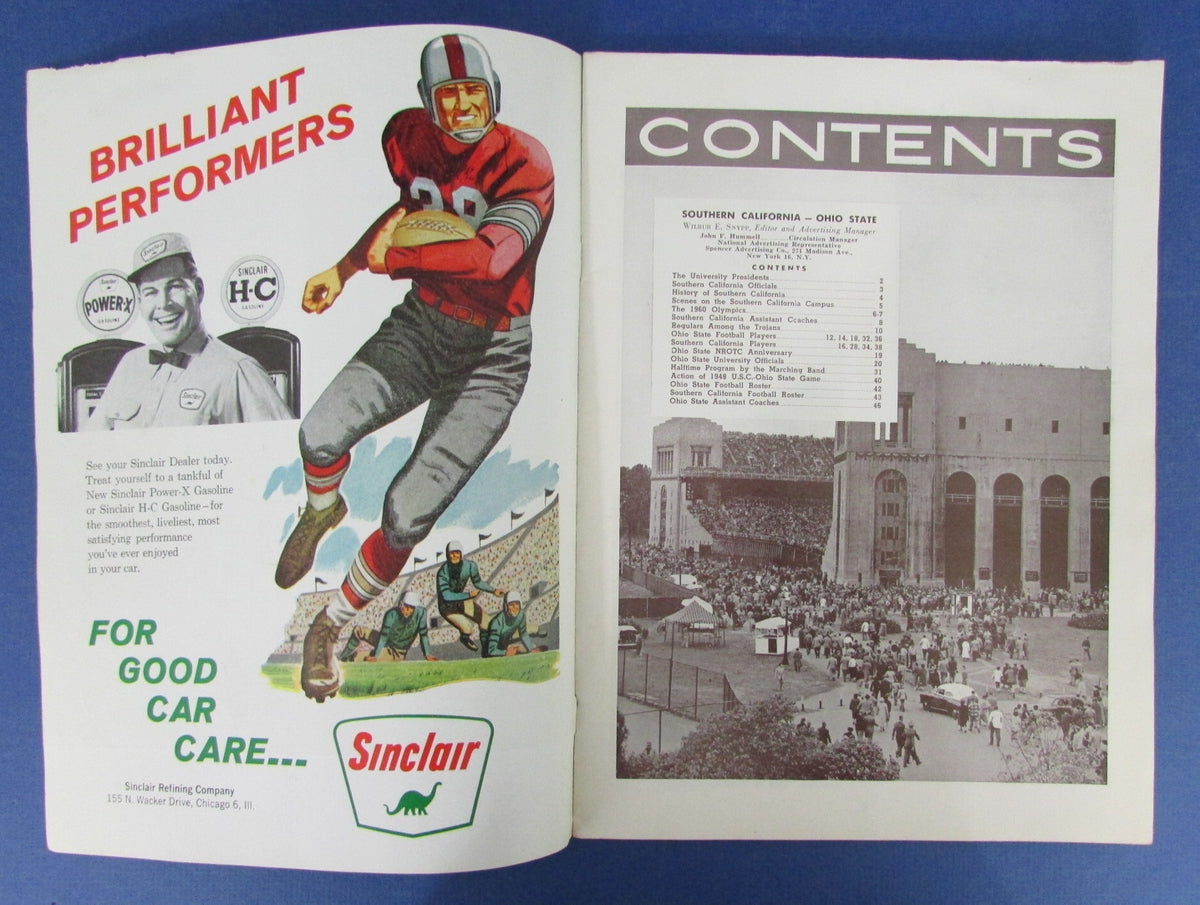 BRILLIANT
PERFORMERS
38
Sinclair
Sinclair
POWER-X
GASOLINE
SINCLAIR
H-C
GASOLINE
Sinclair
See your Sinclair Dealer today.
Treat yourself to a tankful of
New Sinclair Power-X Gasoline
or Sinclair H-C Gasoline–for
the smoothest, liveliest, most
satisfying performance
you've ever enjoyed
in your car.
FOR
GOOD
CAR
CARE...
Sinclair
Sinclair Refining Company
155 N. Wacker Drive, Chicago 6, Ill.
CONTENTS
SOUTHERN CALIFORNIA — OHIO STATE
WILBUR E. SNYPP, Editor and Advertising Manager
John F. Hummell Circulation Manager
National Advertising Representative
Spencer Advertising Co., 271 Madison Ave.,
New York 16, N.Y.
CONTENTS
The University Presidents 2
Southern California Officials 3
History of Southern California 4
Scenes on the Southern California Campus 5
The 1960 Olympics 6-7
Southern California Assistant Coaches 8
Regulars Among the Trojans 10
Ohio State Football Players 12, 14, 18, 32, 36
Southern California Players 16, 28, 34, 38
Ohio State NROTC Anniversary 19
Ohio State University Officials 20
Halftime Program by the Marching Band 31
Action of 1948 U.S.C.-Ohio State Game 40
Ohio State Football Roster 42
Southern California Football Roster 43
Ohio State Assistant Coaches 46